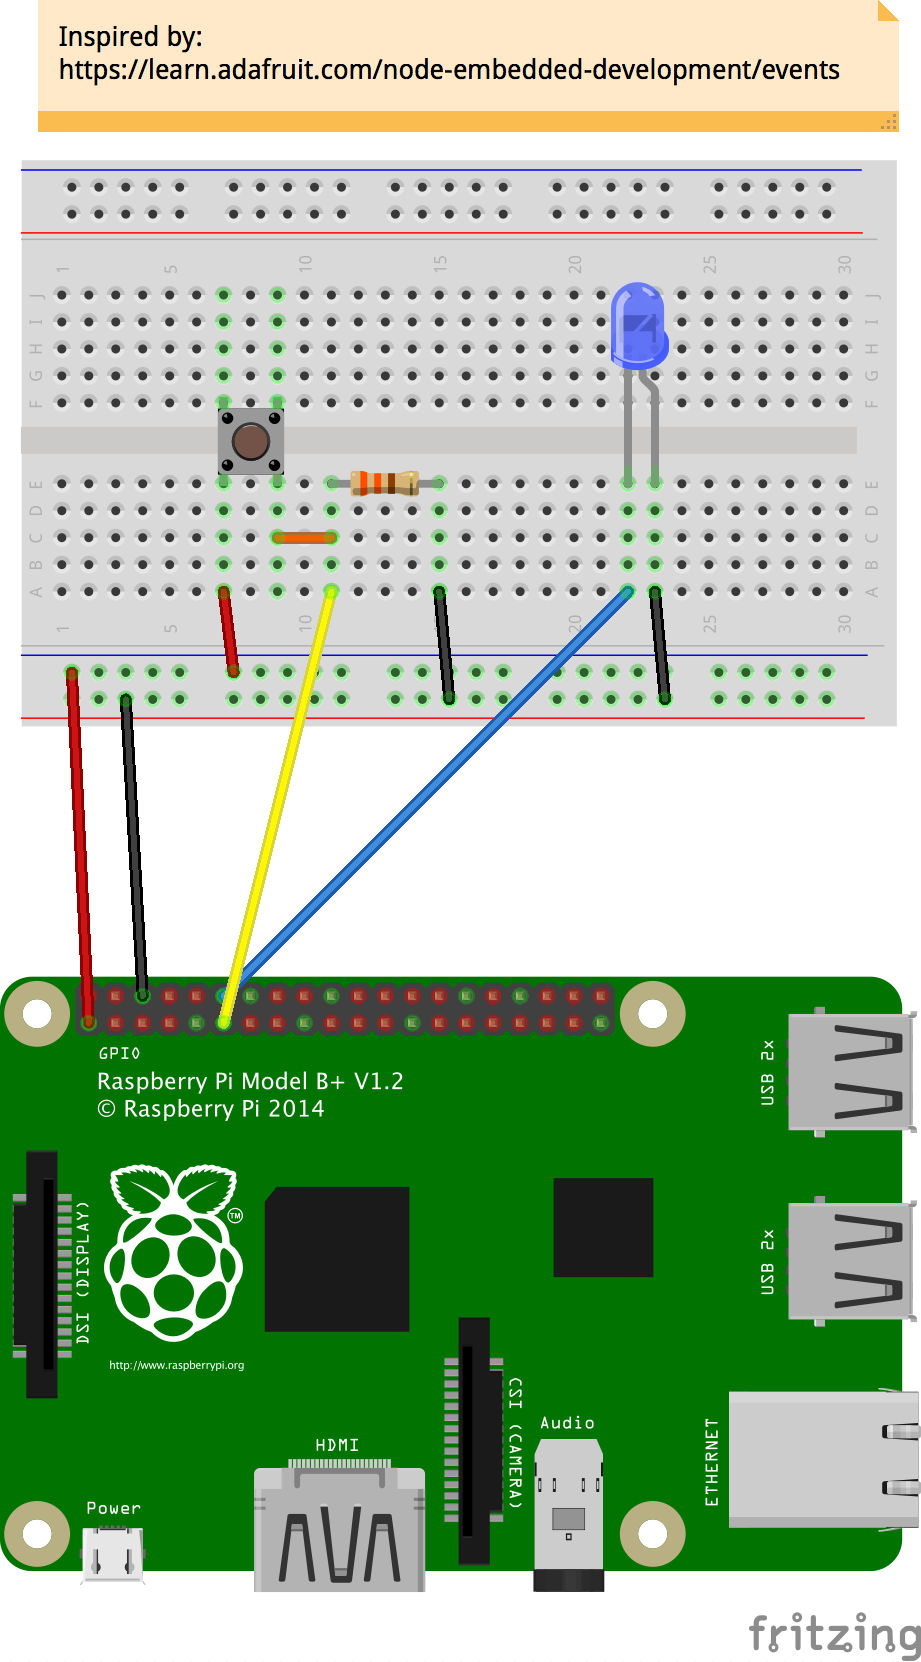 Inspired by:
https://learn.adafruit.com/node-embedded-development/events
1 5 10 15 20 25 30
J J
I I
H H
G G
F F
E E
D D
C C
B B
A A
1 5 10 20 25 30
GPIO
Raspberry Pi Model B+ V1.2
© Raspberry Pi 2014
USB 2x
TM
DSI (DISPLAY)
USB 2x
http://www.raspberrypi.org
CSI (CAMERA)
Audio
ETHERNET
HDMI
Power
fritzing